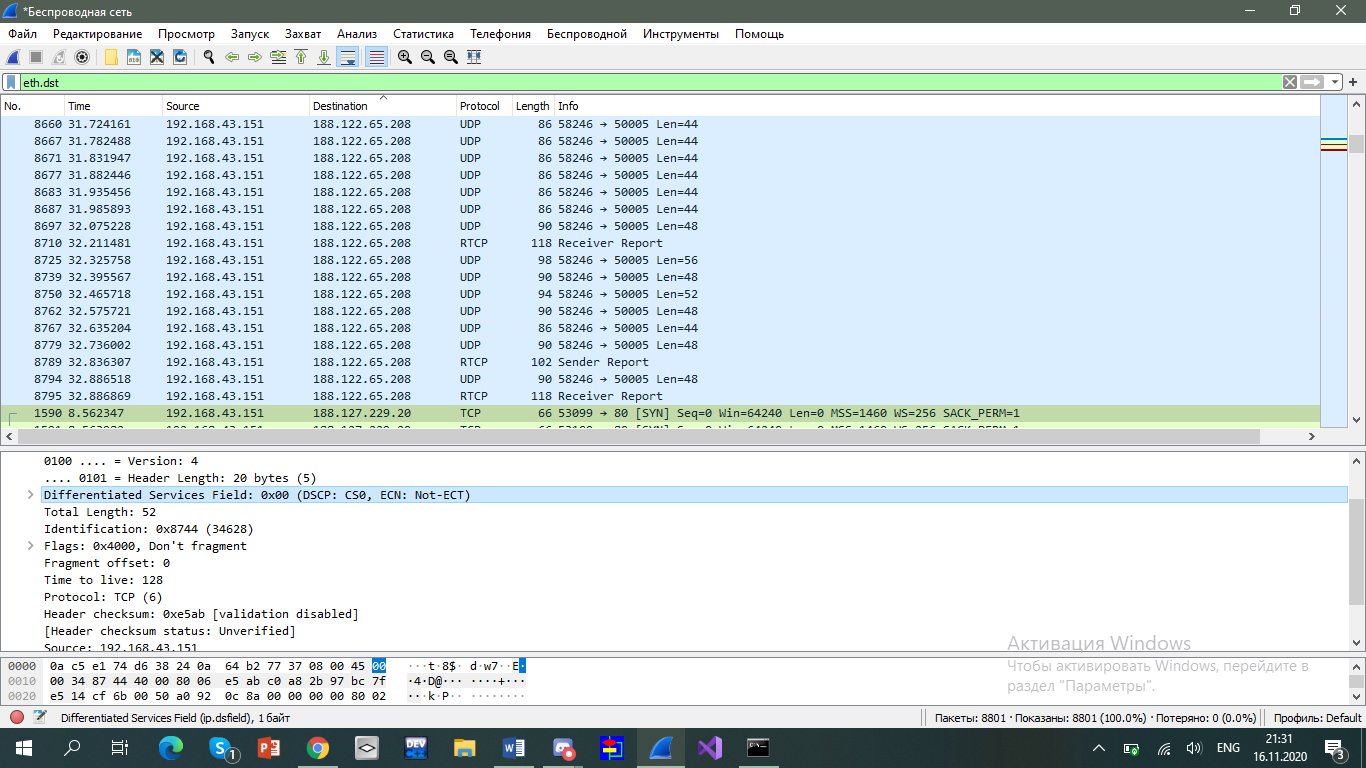 *Беспроводная сеть
Файл Редактирование Просмотр Запуск Захват Анализ Статистика Телефония Беспроводной Инструменты Помощь
eth.dst
No. Time Source Destination Protocol Length Info
8660 31.724161 192.168.43.151 188.122.65.208 UDP 86 58246 → 50005 Len=44
8667 31.782488 192.168.43.151 188.122.65.208 UDP 86 58246 → 50005 Len=44
8671 31.831947 192.168.43.151 188.122.65.208 UDP 86 58246 → 50005 Len=44
8677 31.882446 192.168.43.151 188.122.65.208 UDP 86 58246 → 50005 Len=44
8683 31.935456 192.168.43.151 188.122.65.208 UDP 86 58246 → 50005 Len=44
8687 31.985893 192.168.43.151 188.122.65.208 UDP 86 58246 → 50005 Len=44
8697 32.075228 192.168.43.151 188.122.65.208 UDP 90 58246 → 50005 Len=48
8710 32.211481 192.168.43.151 188.122.65.208 RTCP 118 Receiver Report
8725 32.325758 192.168.43.151 188.122.65.208 UDP 98 58246 → 50005 Len=56
8739 32.395567 192.168.43.151 188.122.65.208 UDP 90 58246 → 50005 Len=48
8750 32.465718 192.168.43.151 188.122.65.208 UDP 94 58246 → 50005 Len=52
8762 32.575721 192.168.43.151 188.122.65.208 UDP 90 58246 → 50005 Len=48
8767 32.635204 192.168.43.151 188.122.65.208 UDP 86 58246 → 50005 Len=44
8779 32.736002 192.168.43.151 188.122.65.208 UDP 90 58246 → 50005 Len=48
8789 32.836307 192.168.43.151 188.122.65.208 RTCP 102 Sender Report
8794 32.886518 192.168.43.151 188.122.65.208 UDP 90 58246 → 50005 Len=48
8795 32.886869 192.168.43.151 188.122.65.208 RTCP 118 Receiver Report
1590 8.562347 192.168.43.151 188.127.229.20 TCP 66 53099 → 80 [SYN] Seq=0 Win=64240 Len=0 MSS=1460 WS=256 SACK_PERM=1
0100 .... = Version: 4
.... 0101 = Header Length: 20 bytes (5)
Differentiated Services Field: 0x00 (DSCP: CS0, ECN: Not-ECT)
Total Length: 52
Identification: 0x8744 (34628)
Flags: 0x4000, Don't fragment
Fragment offset: 0
Time to live: 128
Protocol: TCP (6)
Header checksum: 0xe5ab [validation disabled]
[Header checksum status: Unverified]
Source: 192.168.43.151
Активация Windows
Чтобы активировать Windows, перейдите в
раздел "Параметры".
0000 0a c5 e1 74 d6 38 24 0a 64 b2 77 37 08 00 45 00 ···t·8$· d·w7··E·
0010 00 34 87 44 40 00 80 06 e5 ab c0 a8 2b 97 bc 7f ·4·D@··· ····+···
0020 e5 14 cf 6b 00 50 a0 92 0c 8a 00 00 00 00 80 02 ···k·P·· ········
Differentiated Services Field (ip.dsfield), 1 байт
Пакеты: 8801 · Показаны: 8801 (100.0%) · Потеряно: 0 (0.0%)
Профиль: Default
1
DEV
ENG
21:31
16.11.2020
3